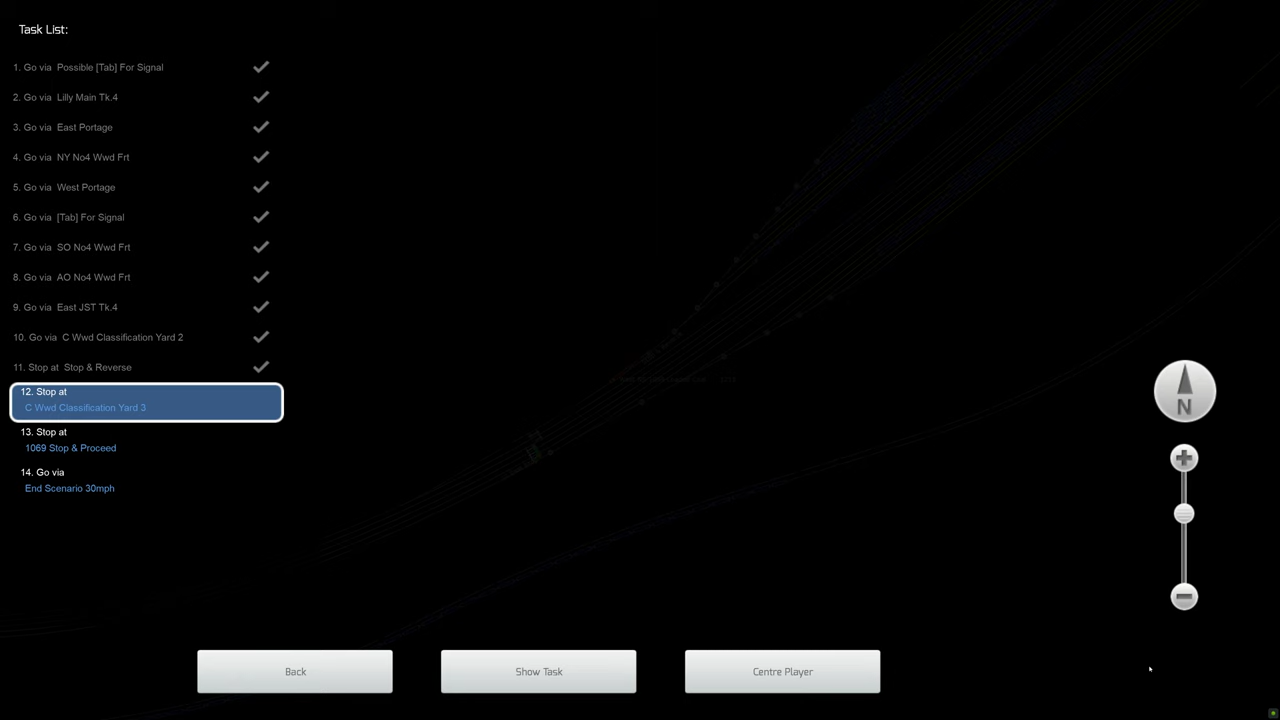 Task List:
1. Go via Possible [Tab] For Signal
2. Go via Lilly Main Tk.4
3. Go via East Portage
4. Go via NY No4 Wwd Frt
5. Go via West Portage
6. Go via [Tab] For Signal
7. Go via SO No4 Wwd Frt
8. Go via AO No4 Wwd Frt
9. Go via East JST Tk.4
10. Go via C Wwd Classification Yard 2
11. Stop at Stop & Reverse
12. Stop at
C Wwd Classification Yard 3
13. Stop at
1069 Stop & Proceed
14. Go via
End Scenario 30mph
N
Back
Show Task
Centre Player